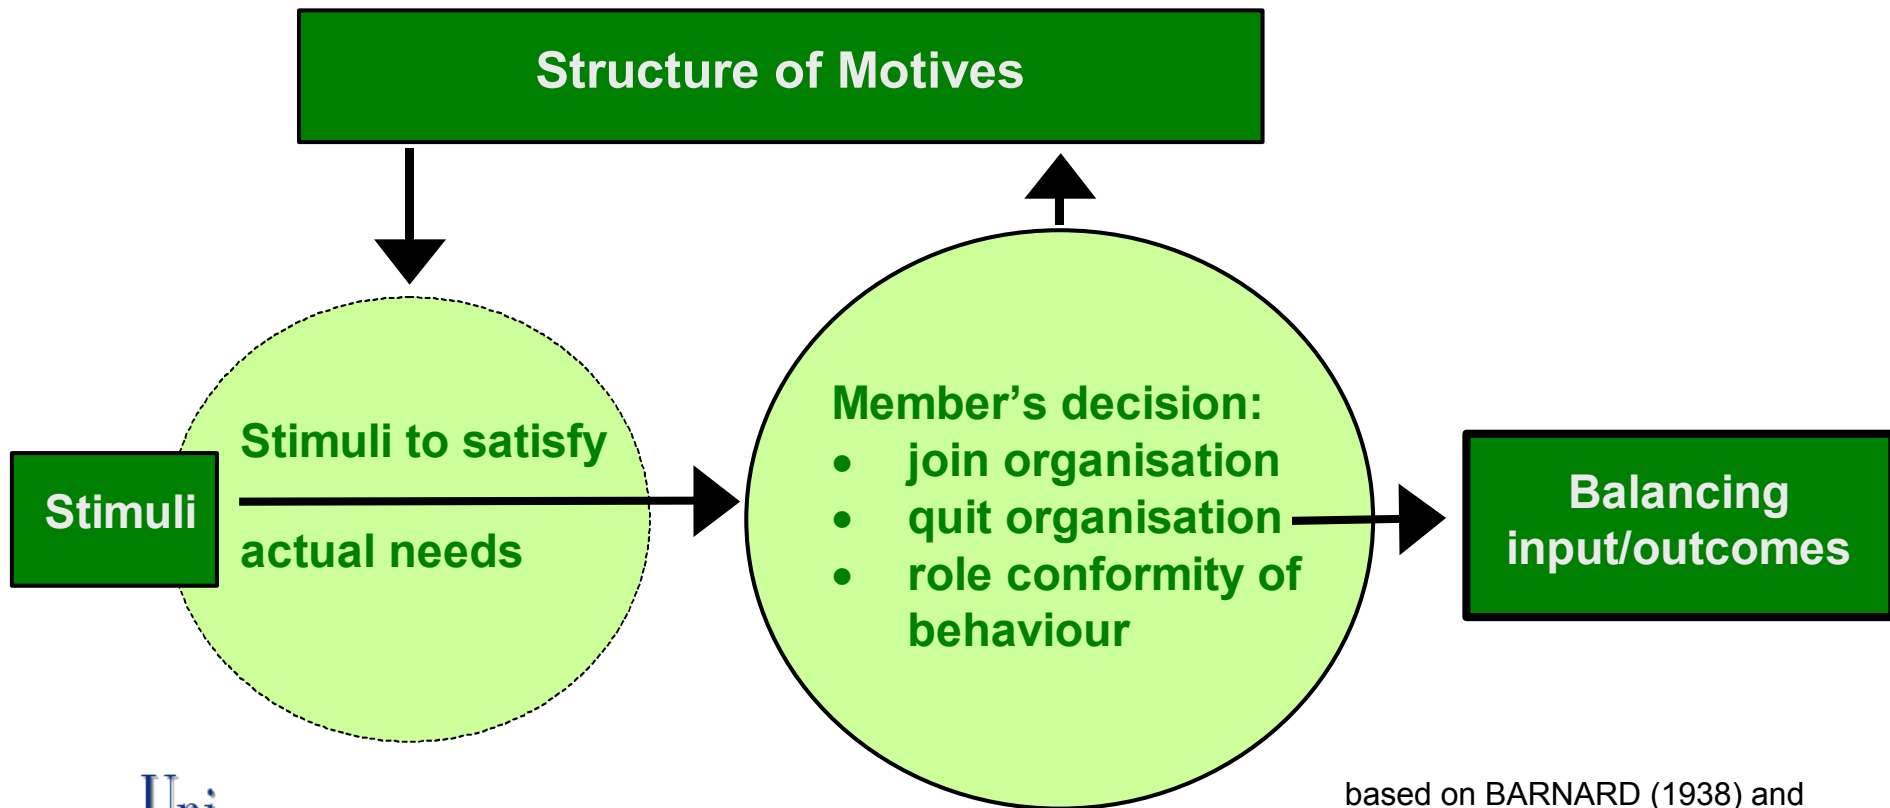 Structure of Motives
Stimuli
Stimuli to satisfy
actual needs
Member’s decision:
• join organisation
• quit organisation
• role conformity of
behaviour
Balancing
input/outcomes
Uni
based on BARNARD (1938) and